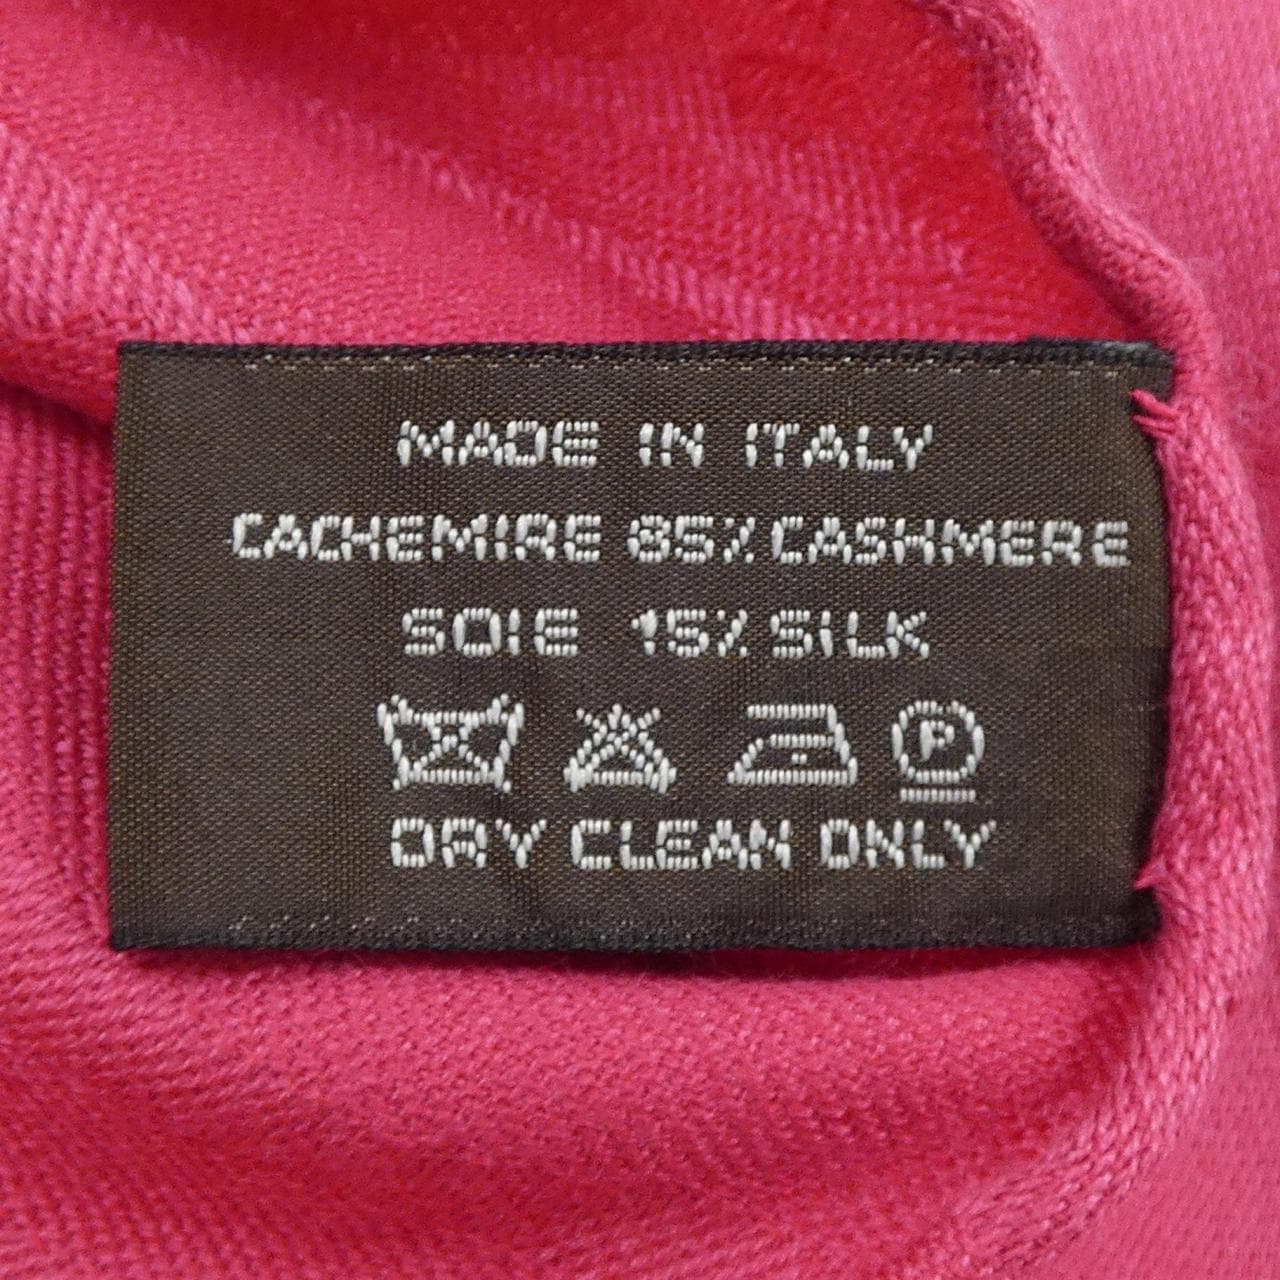 MADE IN ITALY
CACHEMIRE 85% CASHMERE
SOIE 15% SILK
P
DRY CLEAN ONLY